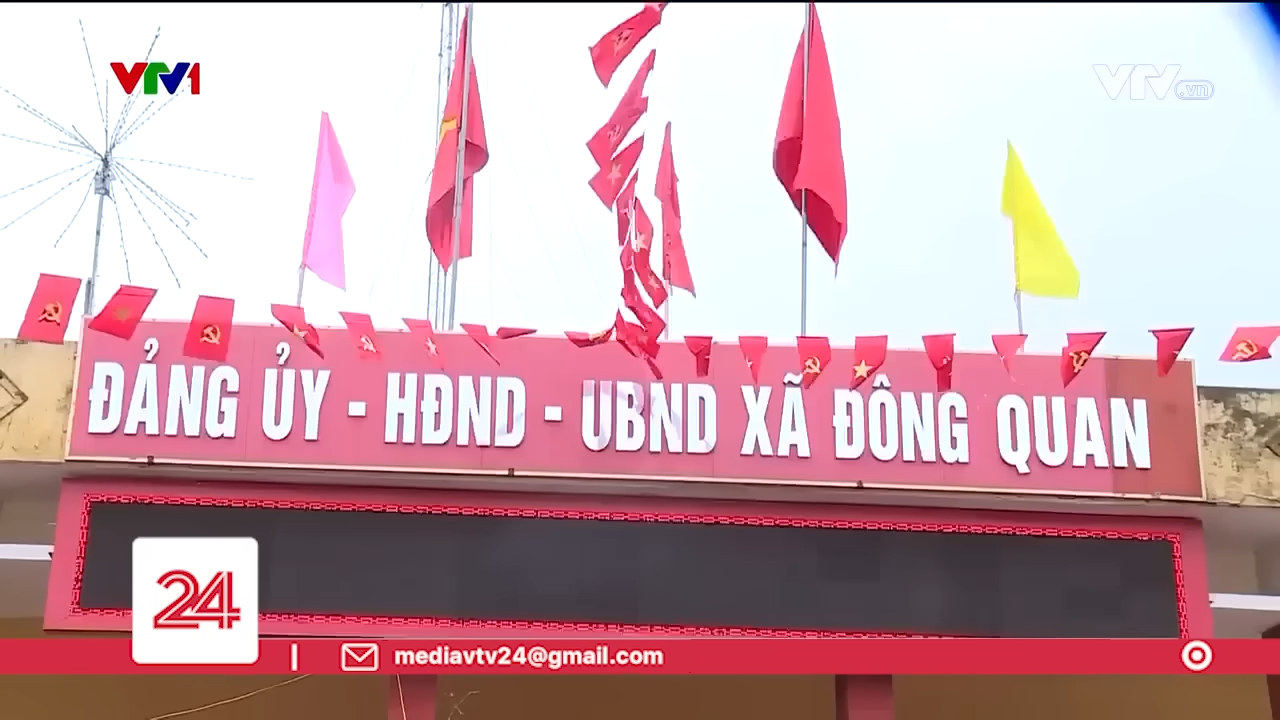 VTV1
VTV.vn
ĐẢNG ỦY - HĐND - UBND XÃ ĐÔNG QUAN
24
mediavtv24@gmail.com